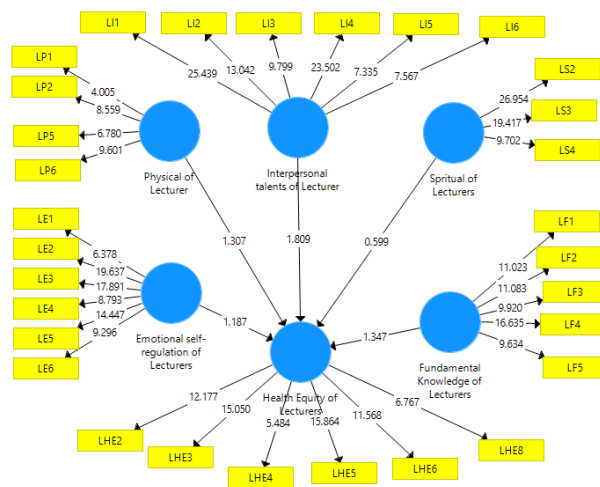 LI1
LI2
LI3
LI4
LI5
LI6
LP1
LP2
LP5
LP6
4.005
8.559
6.780
9.601
25.439
13.042
9.799
23.502
7.335
7.567
LS2
LS3
LS4
26.954
19.417
9.702
Physical of
Lecturer
Interpersonal
talents of Lecturer
Spritual of
Lecturers
LE1
LE2
LE3
LE4
LE5
LE6
6.378
19.637
17.891
8.793
14.447
9.296
1.307
1.809
0.599
1.187
1.347
LF1
LF2
LF3
LF4
LF5
11.023
11.083
9.920
16.635
9.634
Emotional self-
regulation of
Lecturers
Fundamental
Knowledge of
Lecturers
Health Equity of
Lecturers
12.177
15.050
5.484
15.864
11.568
6.767
LHE2
LHE3
LHE4
LHE5
LHE6
LHE8